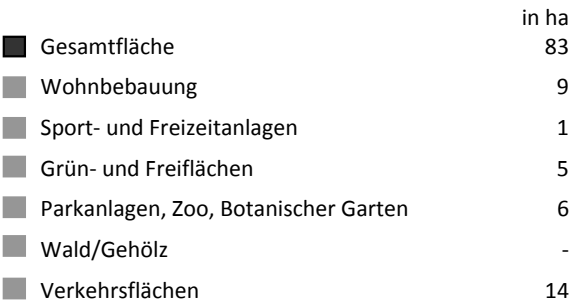 in ha
Gesamtfläche 83
Wohnbebauung 9
Sport- und Freizeitanlagen 1
Grün- und Freiflächen 5
Parkanlagen, Zoo, Botanischer Garten 6
Wald/Gehölz -
Verkehrsflächen 14